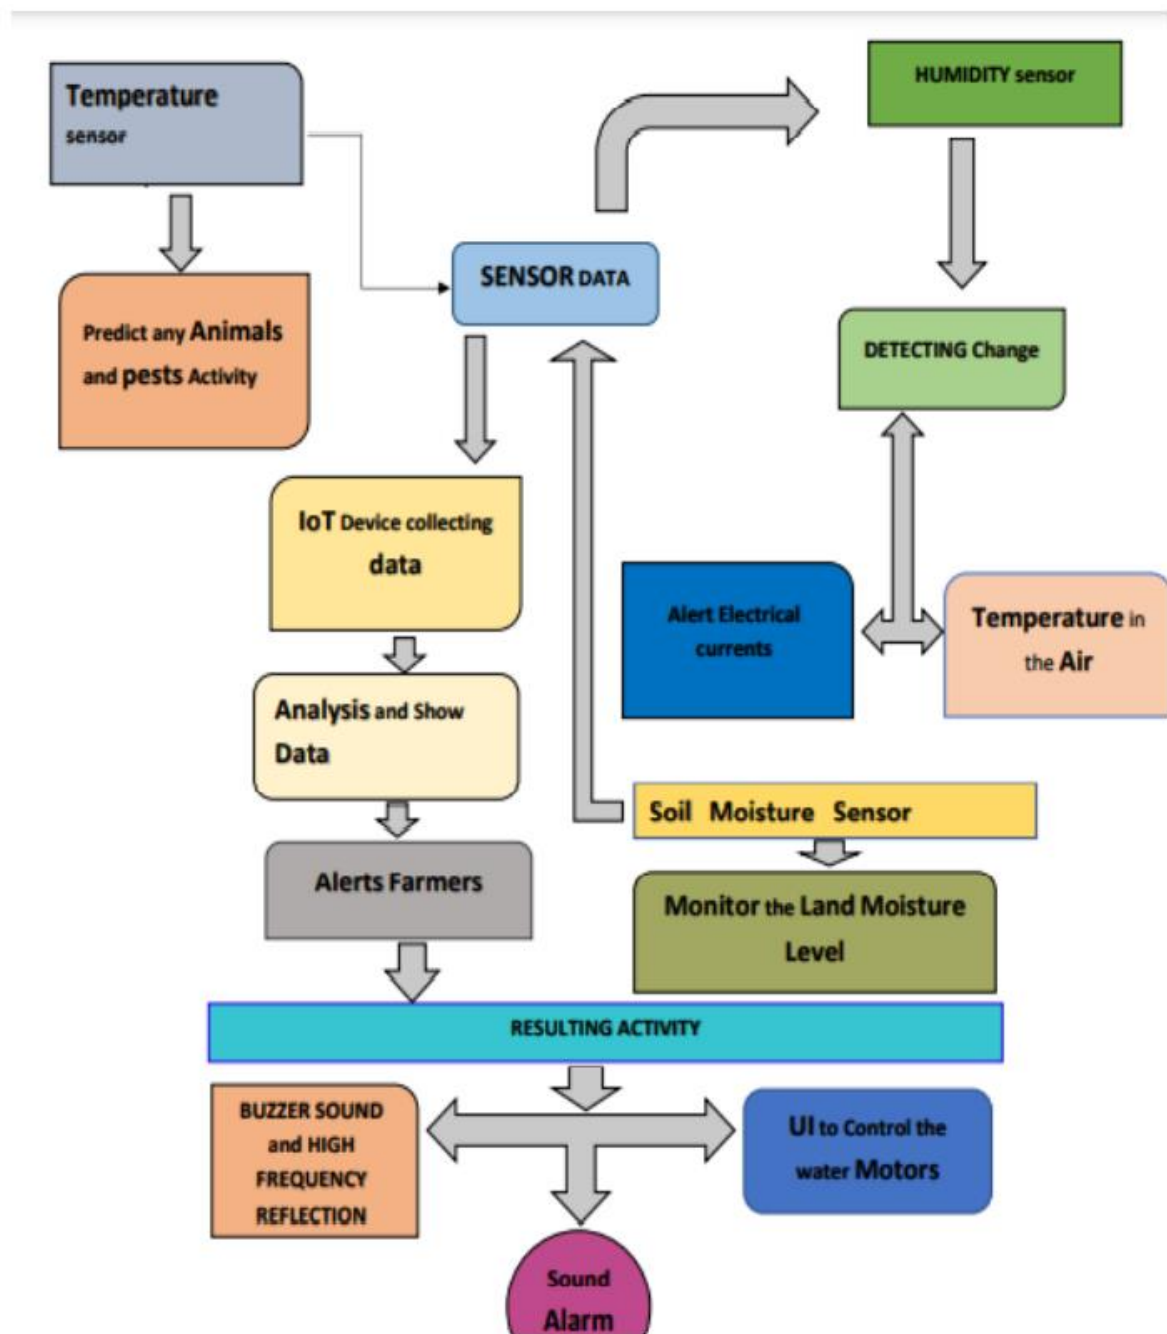 Temperature
sensor
HUMIDITY sensor
SENSOR DATA
Predict any Animals
and pests Activity
DETECTING Change
IoT Device collecting
data
Alert Electrical
currents
Temperature in
the Air
Analysis and Show
Data
Soil Moisture Sensor
Alerts Farmers
Monitor the Land Moisture
Level
RESULTING ACTIVITY
BUZZER SOUND
and HIGH
FREQUENCY
REFLECTION
UI to Control the
water Motors
Sound
Alarm